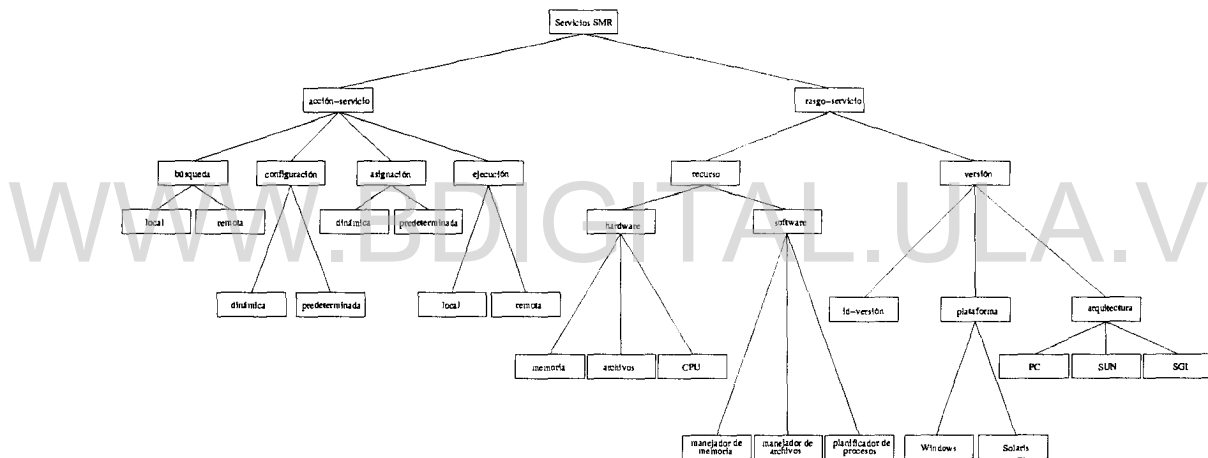 Servicios SMR
acción-servicio
rasgo-servicio
búsqueda
configuración
asignación
ejecución
recurso
versión
local
remota
dinámica
predeterminada
hardware
software
dinámica
predeterminada
local
remota
id-versión
plataforma
arquitectura
memoria
archivos
CPU
PC
SUN
SGI
manejador de
memoria
manejador de
archivos
planificador de
procesos
Windows
Solaris
WWW.BDIGITAL.ULA.V